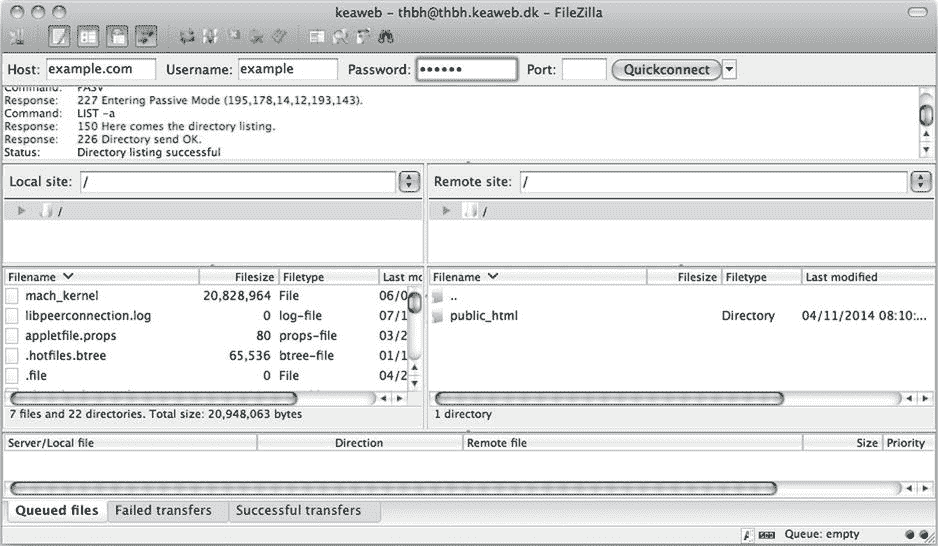 keaweb – thbh@thbh.keaweb.dk – FileZilla
Host: example.com Username: example Password: •••••• Port: Quickconnect
Command: PASV
Response: 227 Entering Passive Mode (195,178,14,12,193,143).
Command: LIST -a
Response: 150 Here comes the directory listing.
Response: 226 Directory send OK.
Status: Directory listing successful
Local site: / Remote site: /
/ /
Filename Filesize Filetype Last mo Filename Filesize Filetype Last modified
mach_kernel 20,828,964 File 06/0 ..
libpeerconnection.log 0 log-file 07/1 public_html Directory 04/11/2014 08:10:...
appletfile.props 80 props-file 03/2
.hotfiles.btree 65,536 btree-file 01/1
.file 0 File 04/2
7 files and 22 directories. Total size: 20,948,063 bytes 1 directory
Server/Local file Direction Remote file Size Priority
Queued files Failed transfers Successful transfers
Queue: empty